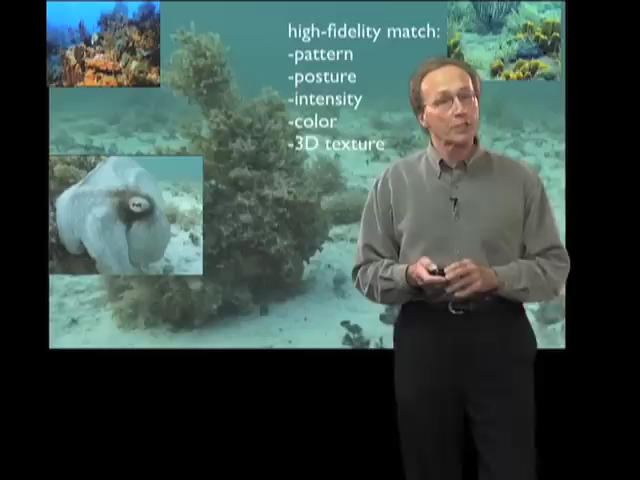 high-fidelity match:
-pattern
-posture
-intensity
-color
-3D texture